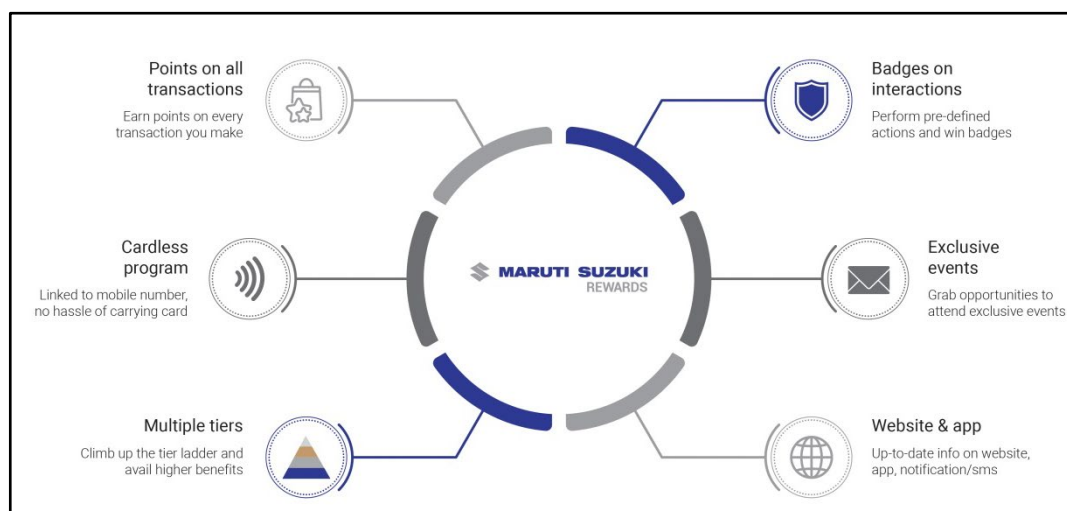 Points on all
transactions
Earn points on every
transaction you make
Badges on
interactions
Perform pre-defined
actions and win badges
Cardless
program
Linked to mobile number,
no hassle of carrying card
MARUTI SUZUKI
REWARDS
Exclusive
events
Grab opportunities to
attend exclusive events
Multiple tiers
Climb up the tier ladder and
avail higher benefits
Website & app
Up-to-date info on website,
app, notification/sms